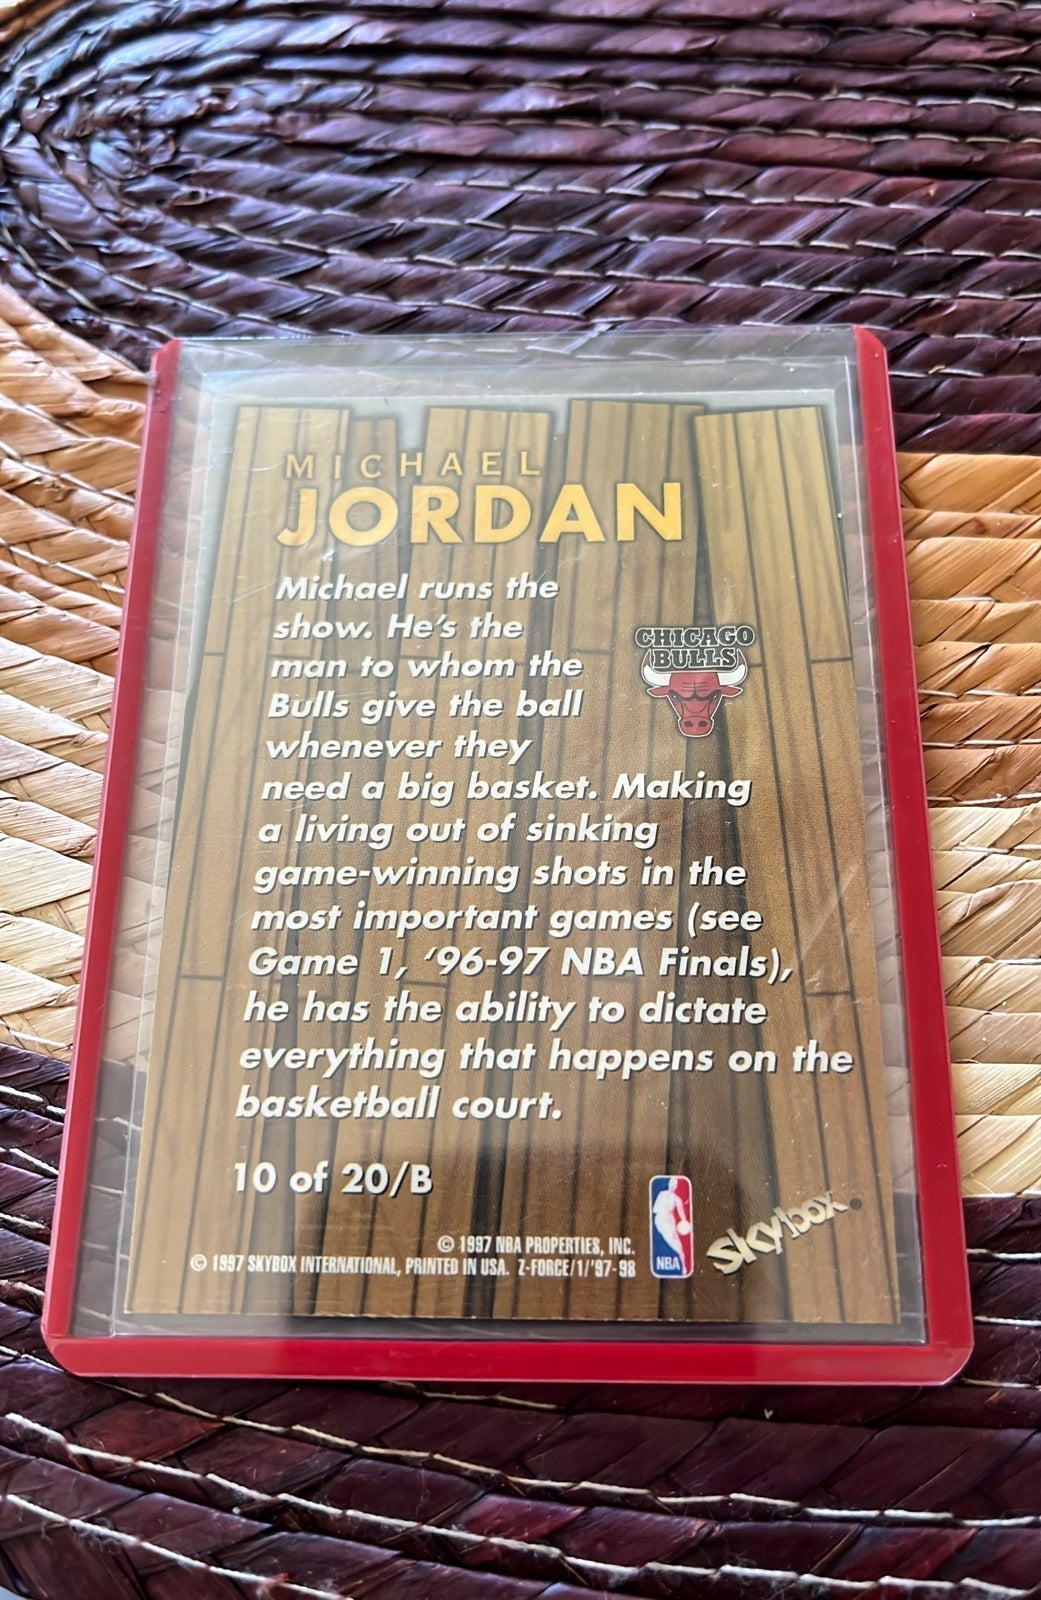 MICHAEL
JORDAN
Michael runs the
show. He's the
man to whom the
Bulls give the ball
whenever they
need a big basket. Making
a living out of sinking
game-winning shots in the
most important games (see
Game 1, '96-97 NBA Finals),
he has the ability to dictate
everything that happens on the
basketball court.
CHICAGO
BULLS
10 of 20/B
© 1997 NBA PROPERTIES, INC.
© 1997 SKYBOX INTERNATIONAL, PRINTED IN USA. Z-FORCE/1/'97-98
NBA
skybox®